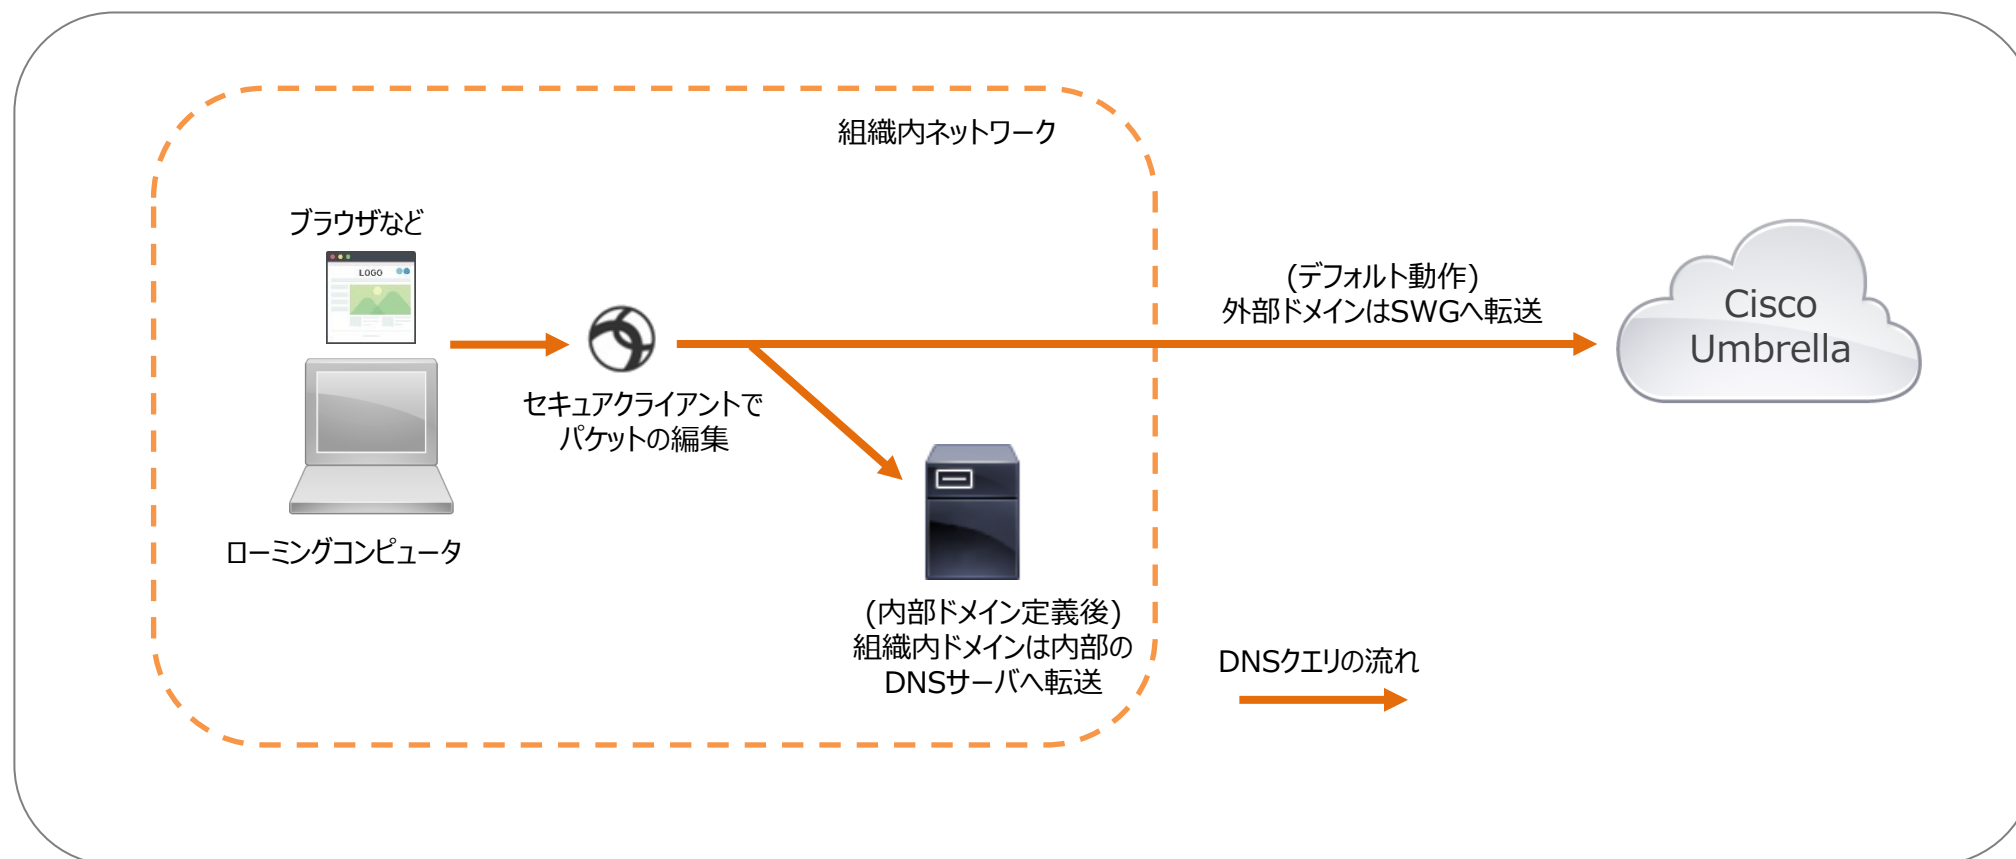 組織内ネットワーク
ブラウザなど
LOGO
(デフォルト動作)
外部ドメインはSWGへ転送
Cisco
Umbrella
セキュアクライアントで
パケットの編集
ローミングコンピュータ
(内部ドメイン定義後)
組織内ドメインは内部の
DNSサーバへ転送
DNSクエリの流れ